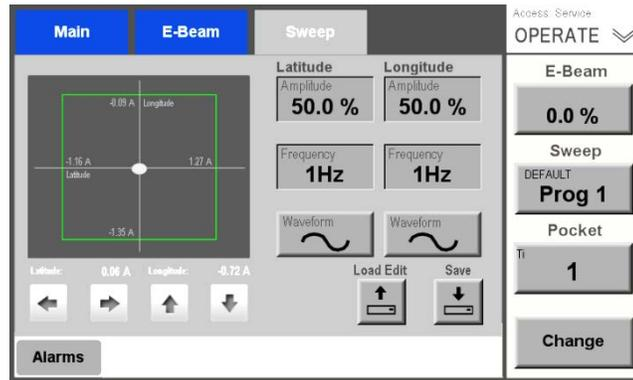 Main
E-Beam
Sweep
Access: Service
OPERATE
Latitude
Longitude
Amplitude
50.0 %
Amplitude
50.0 %
Frequency
1Hz
Frequency
1Hz
Waveform
Waveform
-0.09 A
Longitude
-1.16 A
Latitude
1.27 A
-1.35 A
Latitude:
0.06 A
Longitude:
-0.72 A
Load Edit
Save
Alarms
E-Beam
0.0 %
Sweep
DEFAULT
Prog 1
Pocket
Ti
1
Change